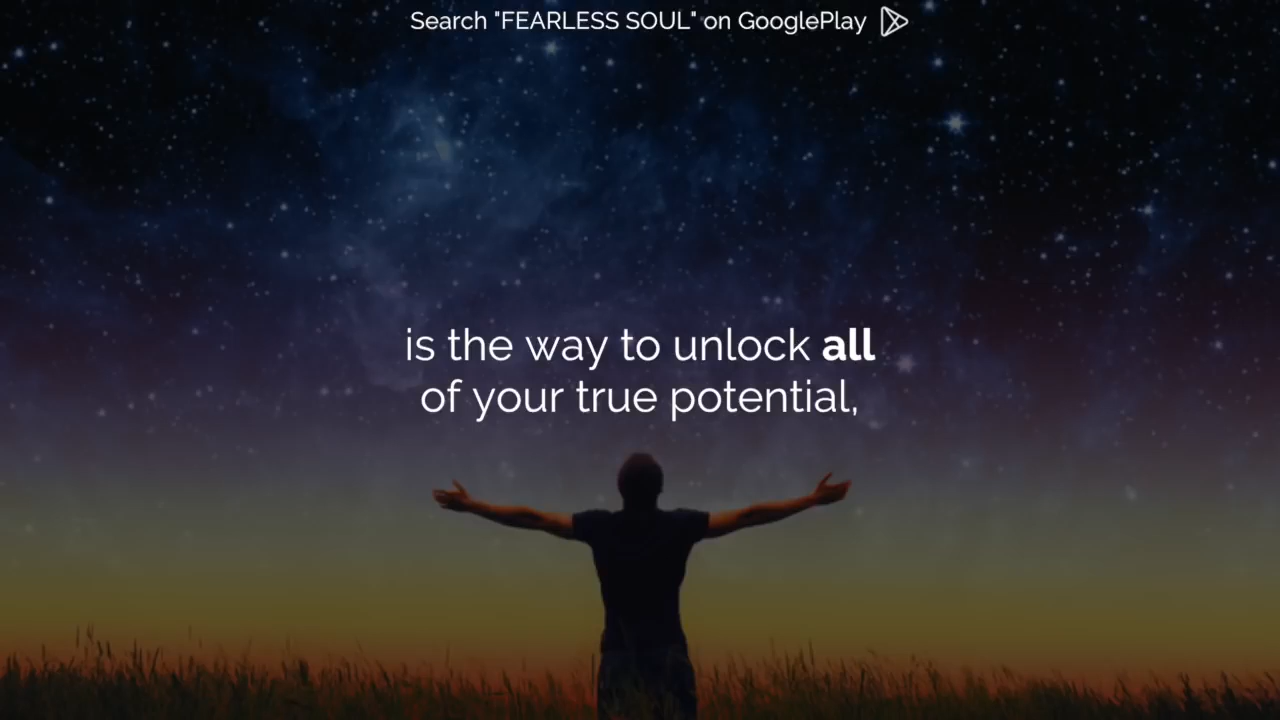 Search "FEARLESS SOUL" on GooglePlay
is the way to unlock all
of your true potential,